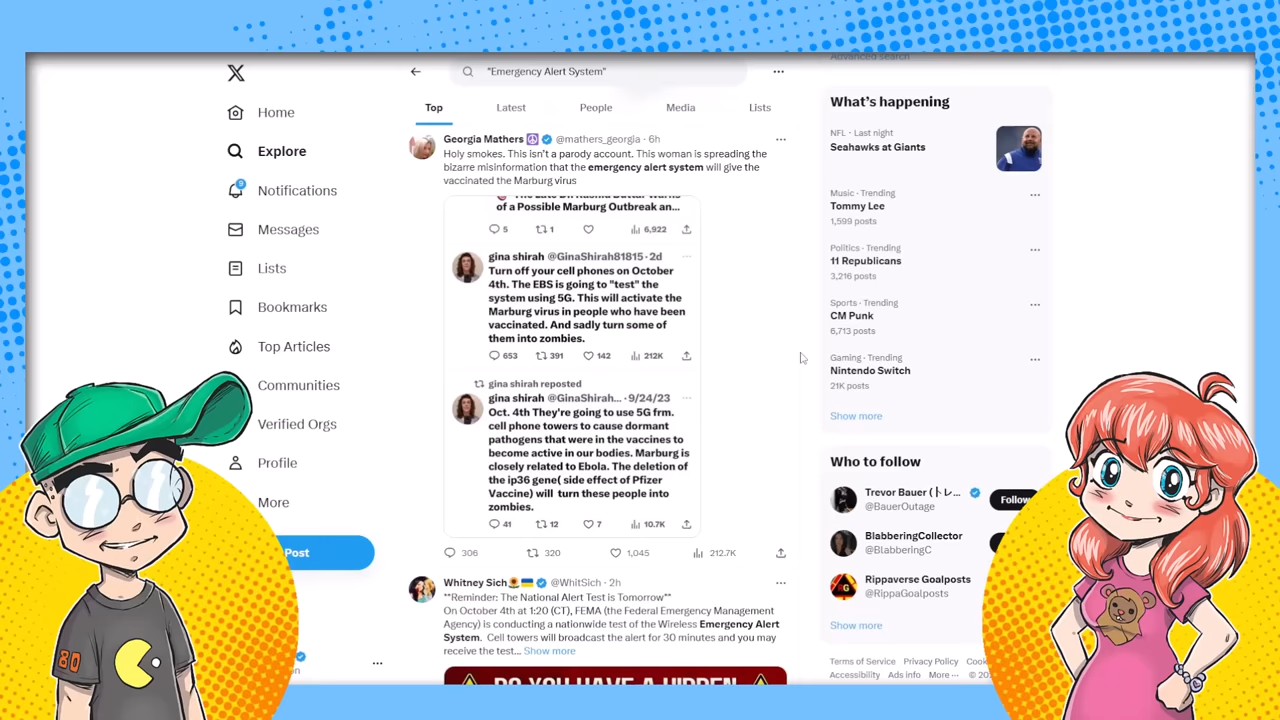 "Emergency Alert System"
Advanced search
Home
Explore
Notifications
Messages
Lists
Bookmarks
Top Articles
Communities
Verified Orgs
Profile
More
Post
Top
Latest
People
Media
Lists
Georgia Mathers @mathers_georgia · 6h
Holy smokes. This isn't a parody account. This woman is spreading the
bizarre misinformation that the emergency alert system will give the
vaccinated the Marburg virus
of a Possible Marburg Outbreak an...
5 1 6,922
gina shirah @GinaShirah81815 · 2d
Turn off your cell phones on October
4th. The EBS is going to "test" the
system using 5G. This will activate the
Marburg virus in people who have been
vaccinated. And sadly turn some of
them into zombies.
653 391 142 212K
gina shirah reposted
gina shirah @GinaShirah... · 9/24/23
Oct. 4th They're going to use 5G frm.
cell phone towers to cause dormant
pathogens that were in the vaccines to
become active in our bodies. Marburg is
closely related to Ebola. The deletion of
the ip36 gene( side effect of Pfizer
Vaccine) will turn these people into
zombies.
41 12 7 10.7K
306 320 1,045 212.7K
Whitney Sich @WhitSich · 2h
**Reminder: The National Alert Test is Tomorrow**
On October 4th at 1:20 (CT), FEMA (the Federal Emergency Management
Agency) is conducting a nationwide test of the Wireless Emergency Alert
System. Cell towers will broadcast the alert for 30 minutes and you may
receive the test... Show more
DO YOU HAVE A HIDDEN
What's happening
NFL · Last night
Seahawks at Giants
Music · Trending
Tommy Lee
1,599 posts
Politics · Trending
11 Republicans
3,216 posts
Sports · Trending
CM Punk
6,713 posts
Gaming · Trending
Nintendo Switch
21K posts
Show more
Who to follow
Trevor Bauer (トレ...
@BauerOutage
Follow
BlabberingCollector
@BlabberingC
Rippaverse Goalposts
@RippaGoalposts
Show more
Terms of Service Privacy Policy Cook
Accessibility Ads info More ··· © 20
80